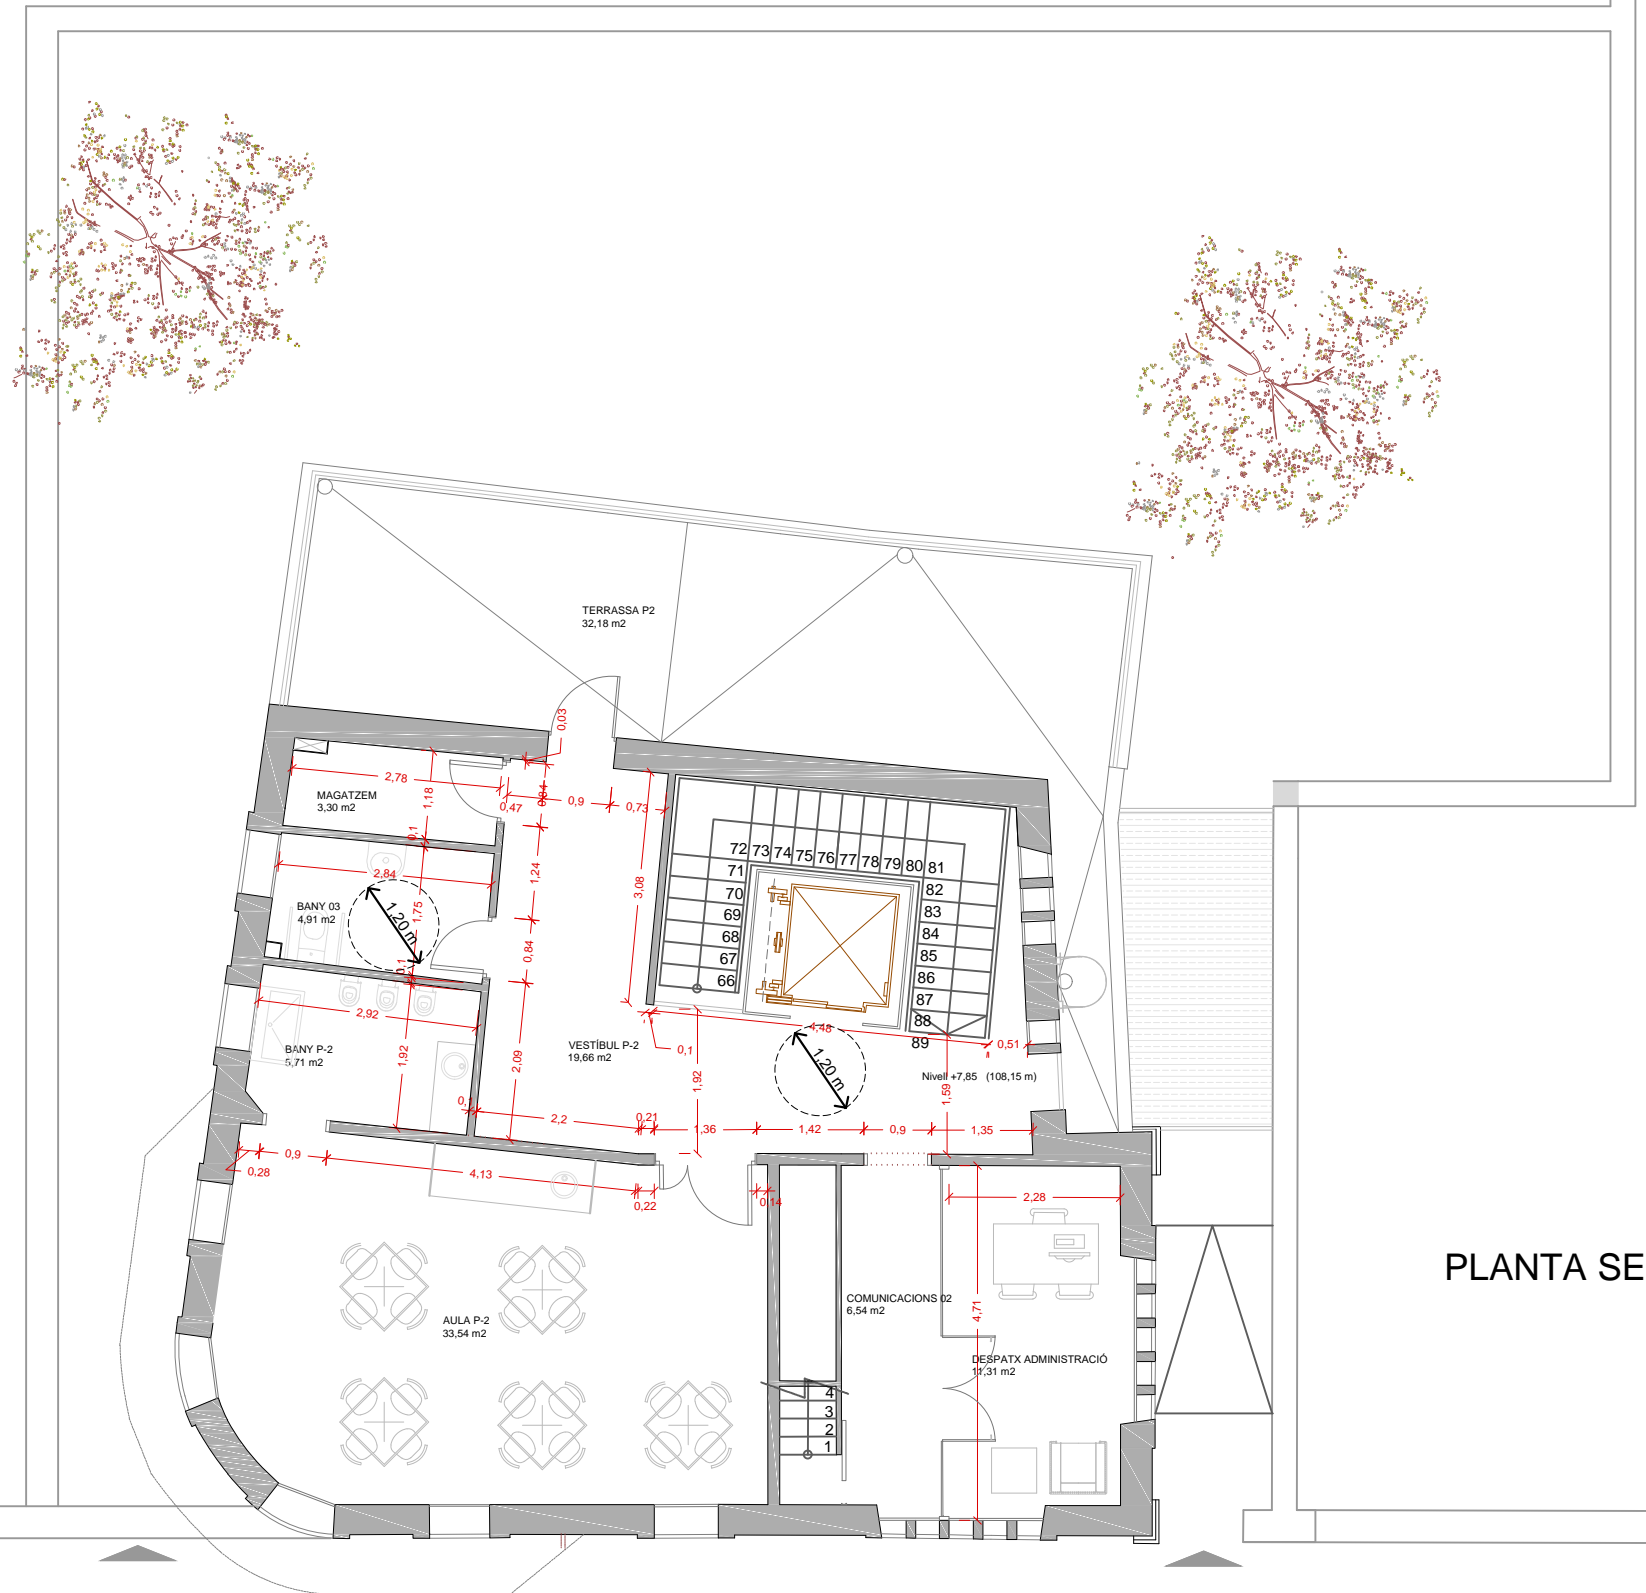 TERRASSA P2
32,18 m2
0,03
2,78
1,18
0,47
0,84
0,9
0,73
MAGATZEM
3,30 m2
0,1
72 73 74 75 76 77 78 79 80 81
71
70
69
68
67
66
82
83
84
85
86
87
88
89
2,84
1,24
3,08
BANY 03
4,91 m2
1,75
1,20 m
0,84
0,1
2,92
BANY P-2
5,71 m2
1,92
2,09
VESTÍBUL P-2
19,66 m2
0,1
4,48
0,51
1,20 m
Nivell +7,85 (108,15 m)
1,92
1,59
2,2
0,21
1,36
1,42
0,9
1,35
0,28
0,9
4,13
0,22
0,14
2,28
PLANTA SE
COMUNICACIONS 02
6,54 m2
4,71
AULA P-2
33,54 m2
DESPATX ADMINISTRACIÓ
11,31 m2
4
3
2
1